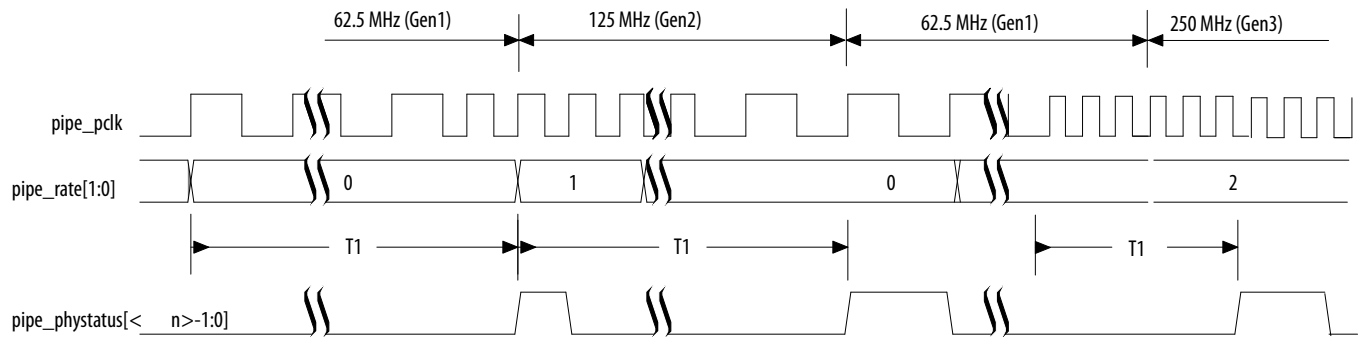 62.5 MHz (Gen1) 125 MHz (Gen2) 62.5 MHz (Gen1) 250 MHz (Gen3)
pipe_pclk
pipe_rate[1:0] 0 1 0 2
T1 T1 T1
pipe_phystatus[< n>-1:0]